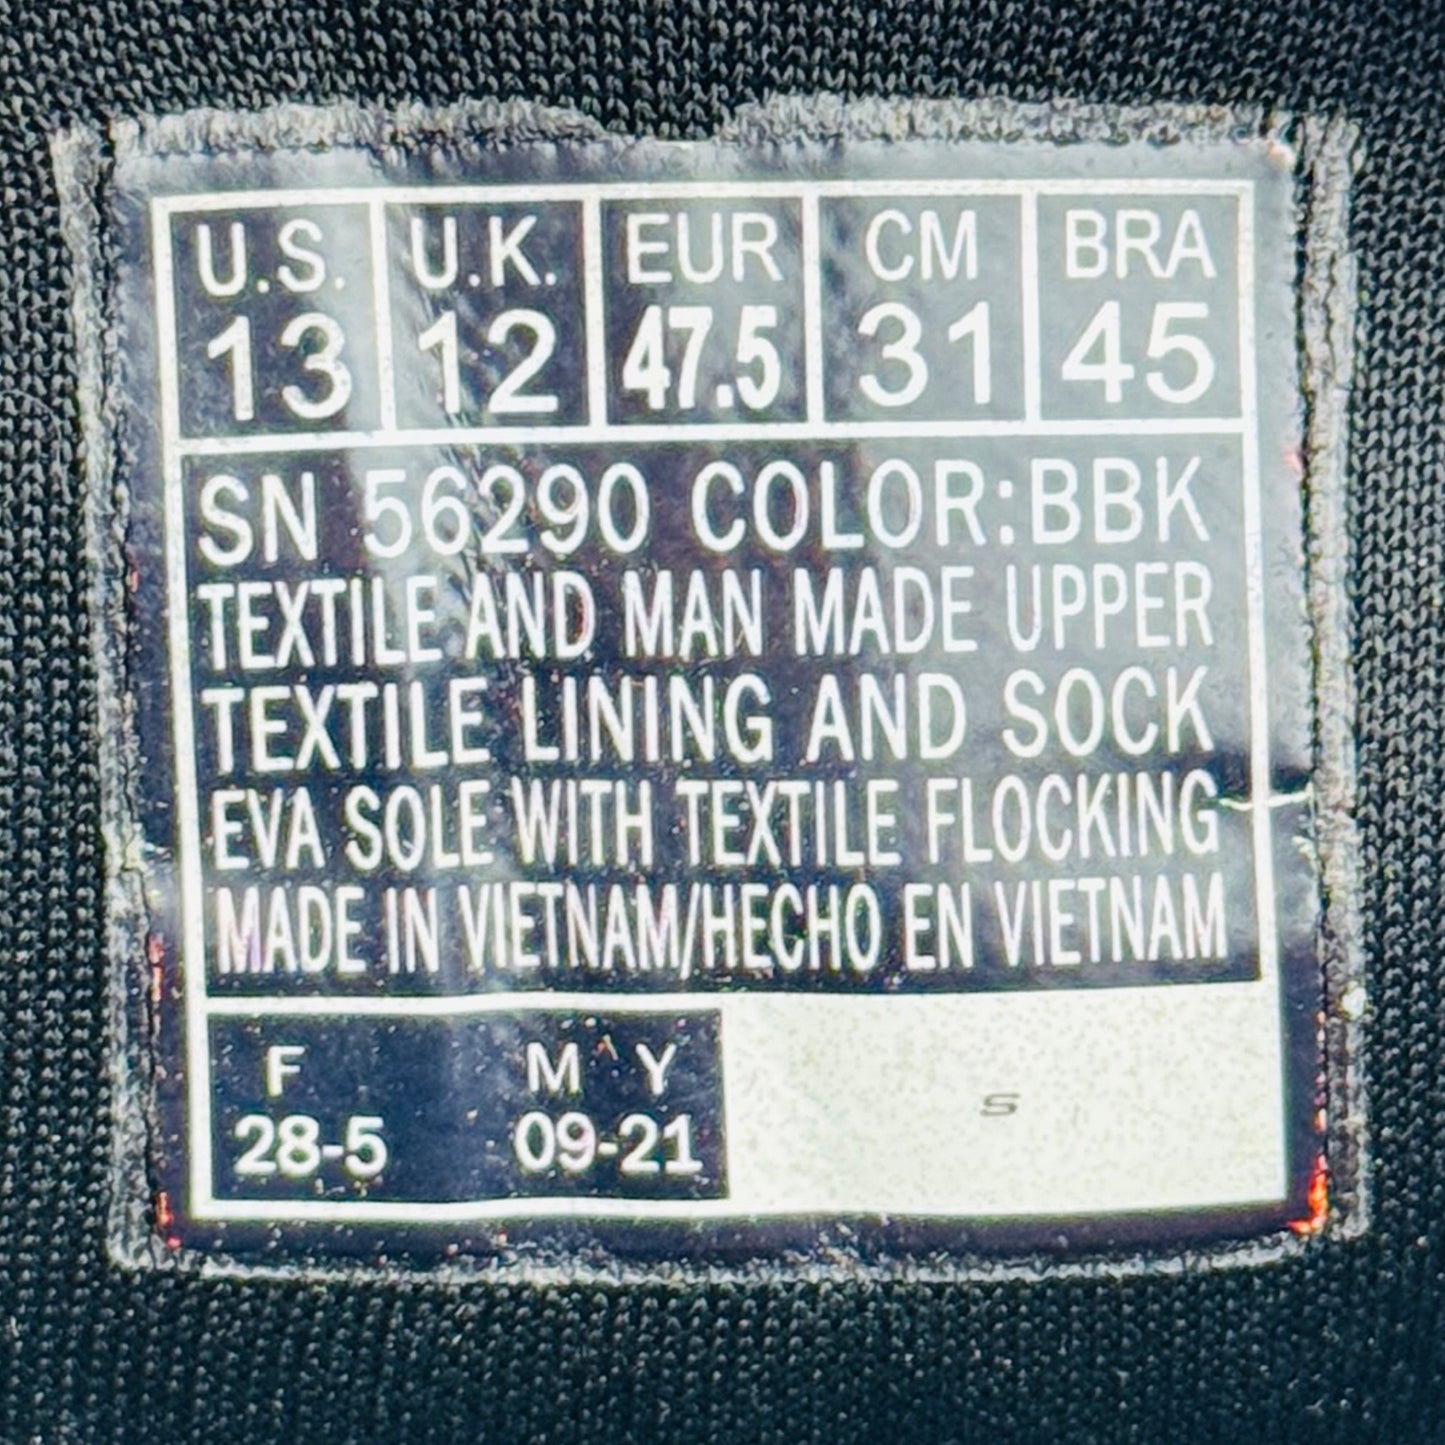 U.S. U.K. EUR CM BRA
13 12 47.5 31 45
SN 56290 COLOR:BBK
TEXTILE AND MAN MADE UPPER
TEXTILE LINING AND SOCK
EVA SOLE WITH TEXTILE FLOCKING
MADE IN VIETNAM/HECHO EN VIETNAM
F M Y
28-5 09-21
S